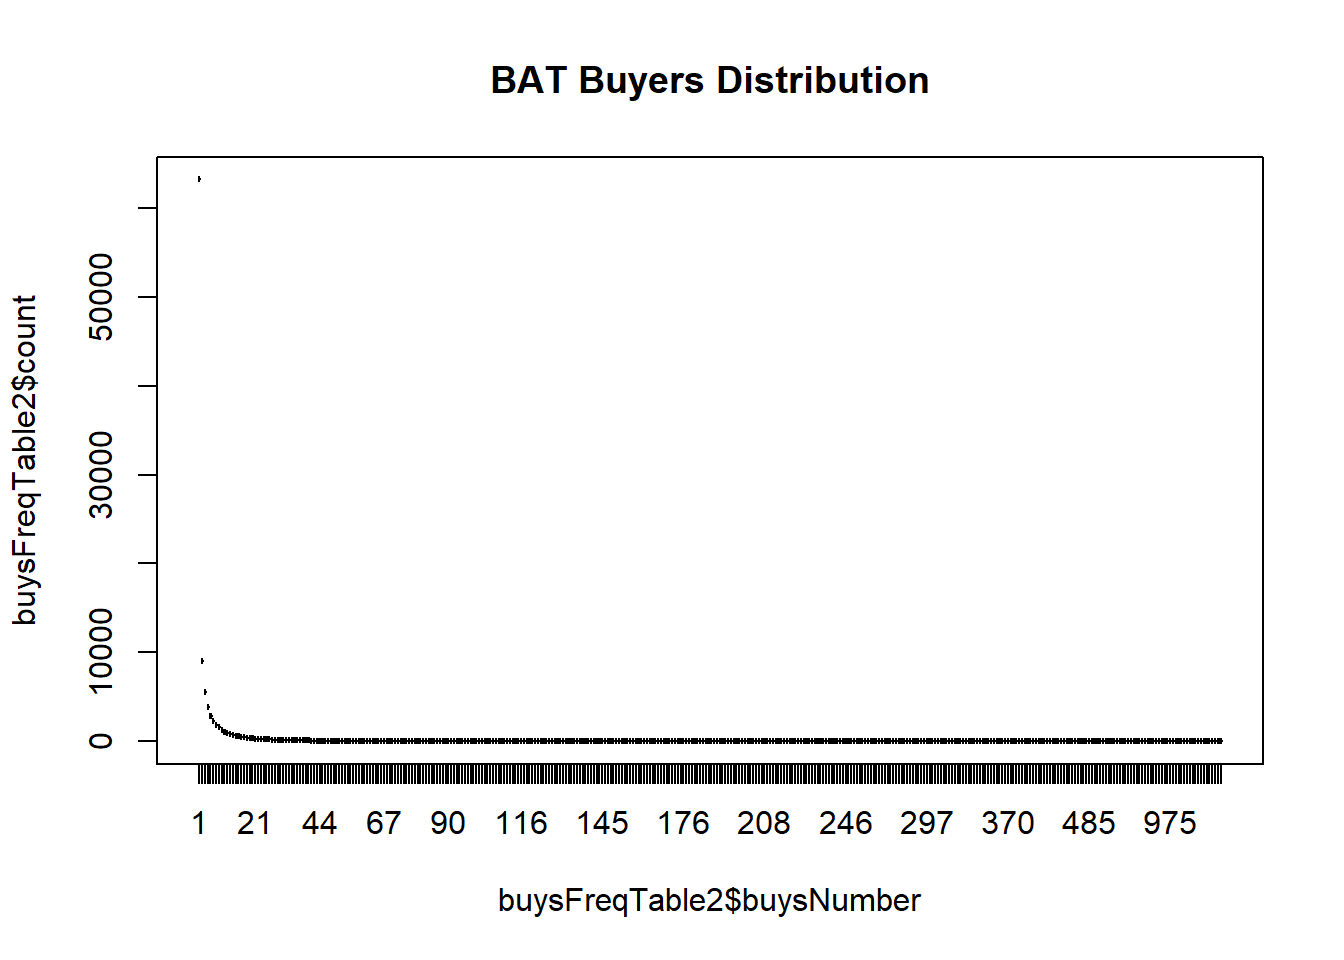 BAT Buyers Distribution
buysFreqTable2$count
50000
30000
10000
0
1 21 44 67 90 116 145 176 208 246 297 370 485 975
buysFreqTable2$buysNumber